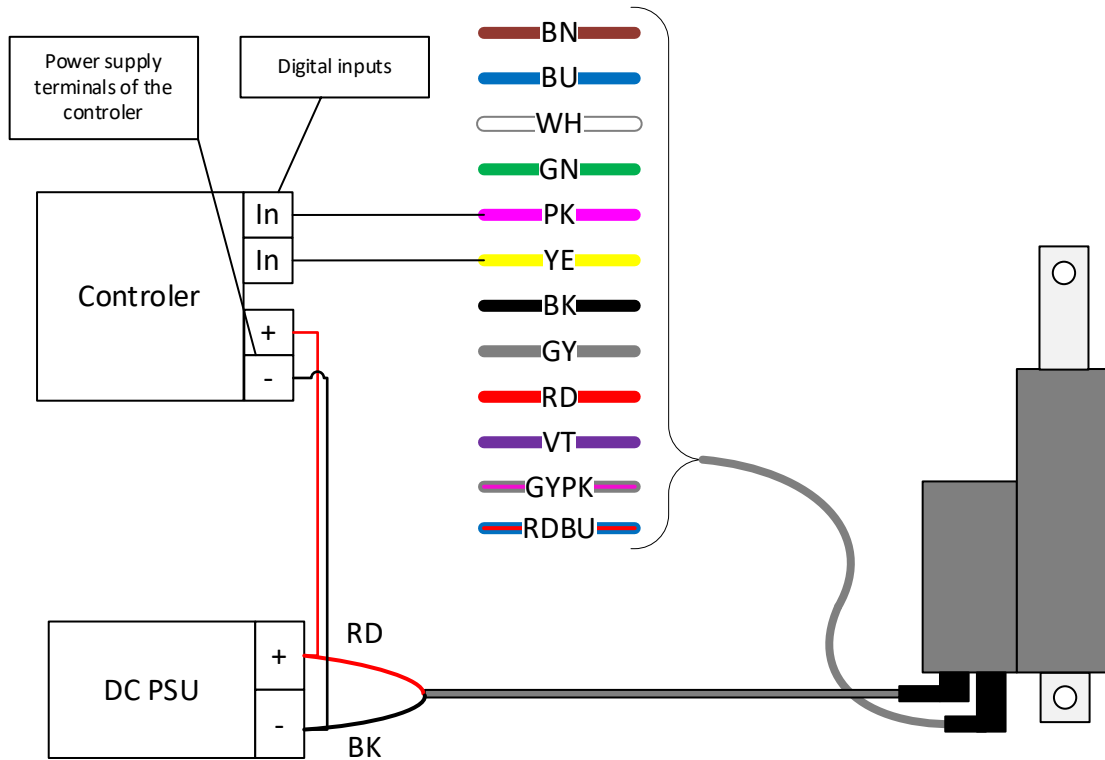 BN
Power supply
terminals of the
controler
Digital inputs
BU
WH
GN
In
PK
In
YE
Controler
BK
+
GY
-
RD
VT
GYPK
RDBU
RD
+
DC PSU
-
BK